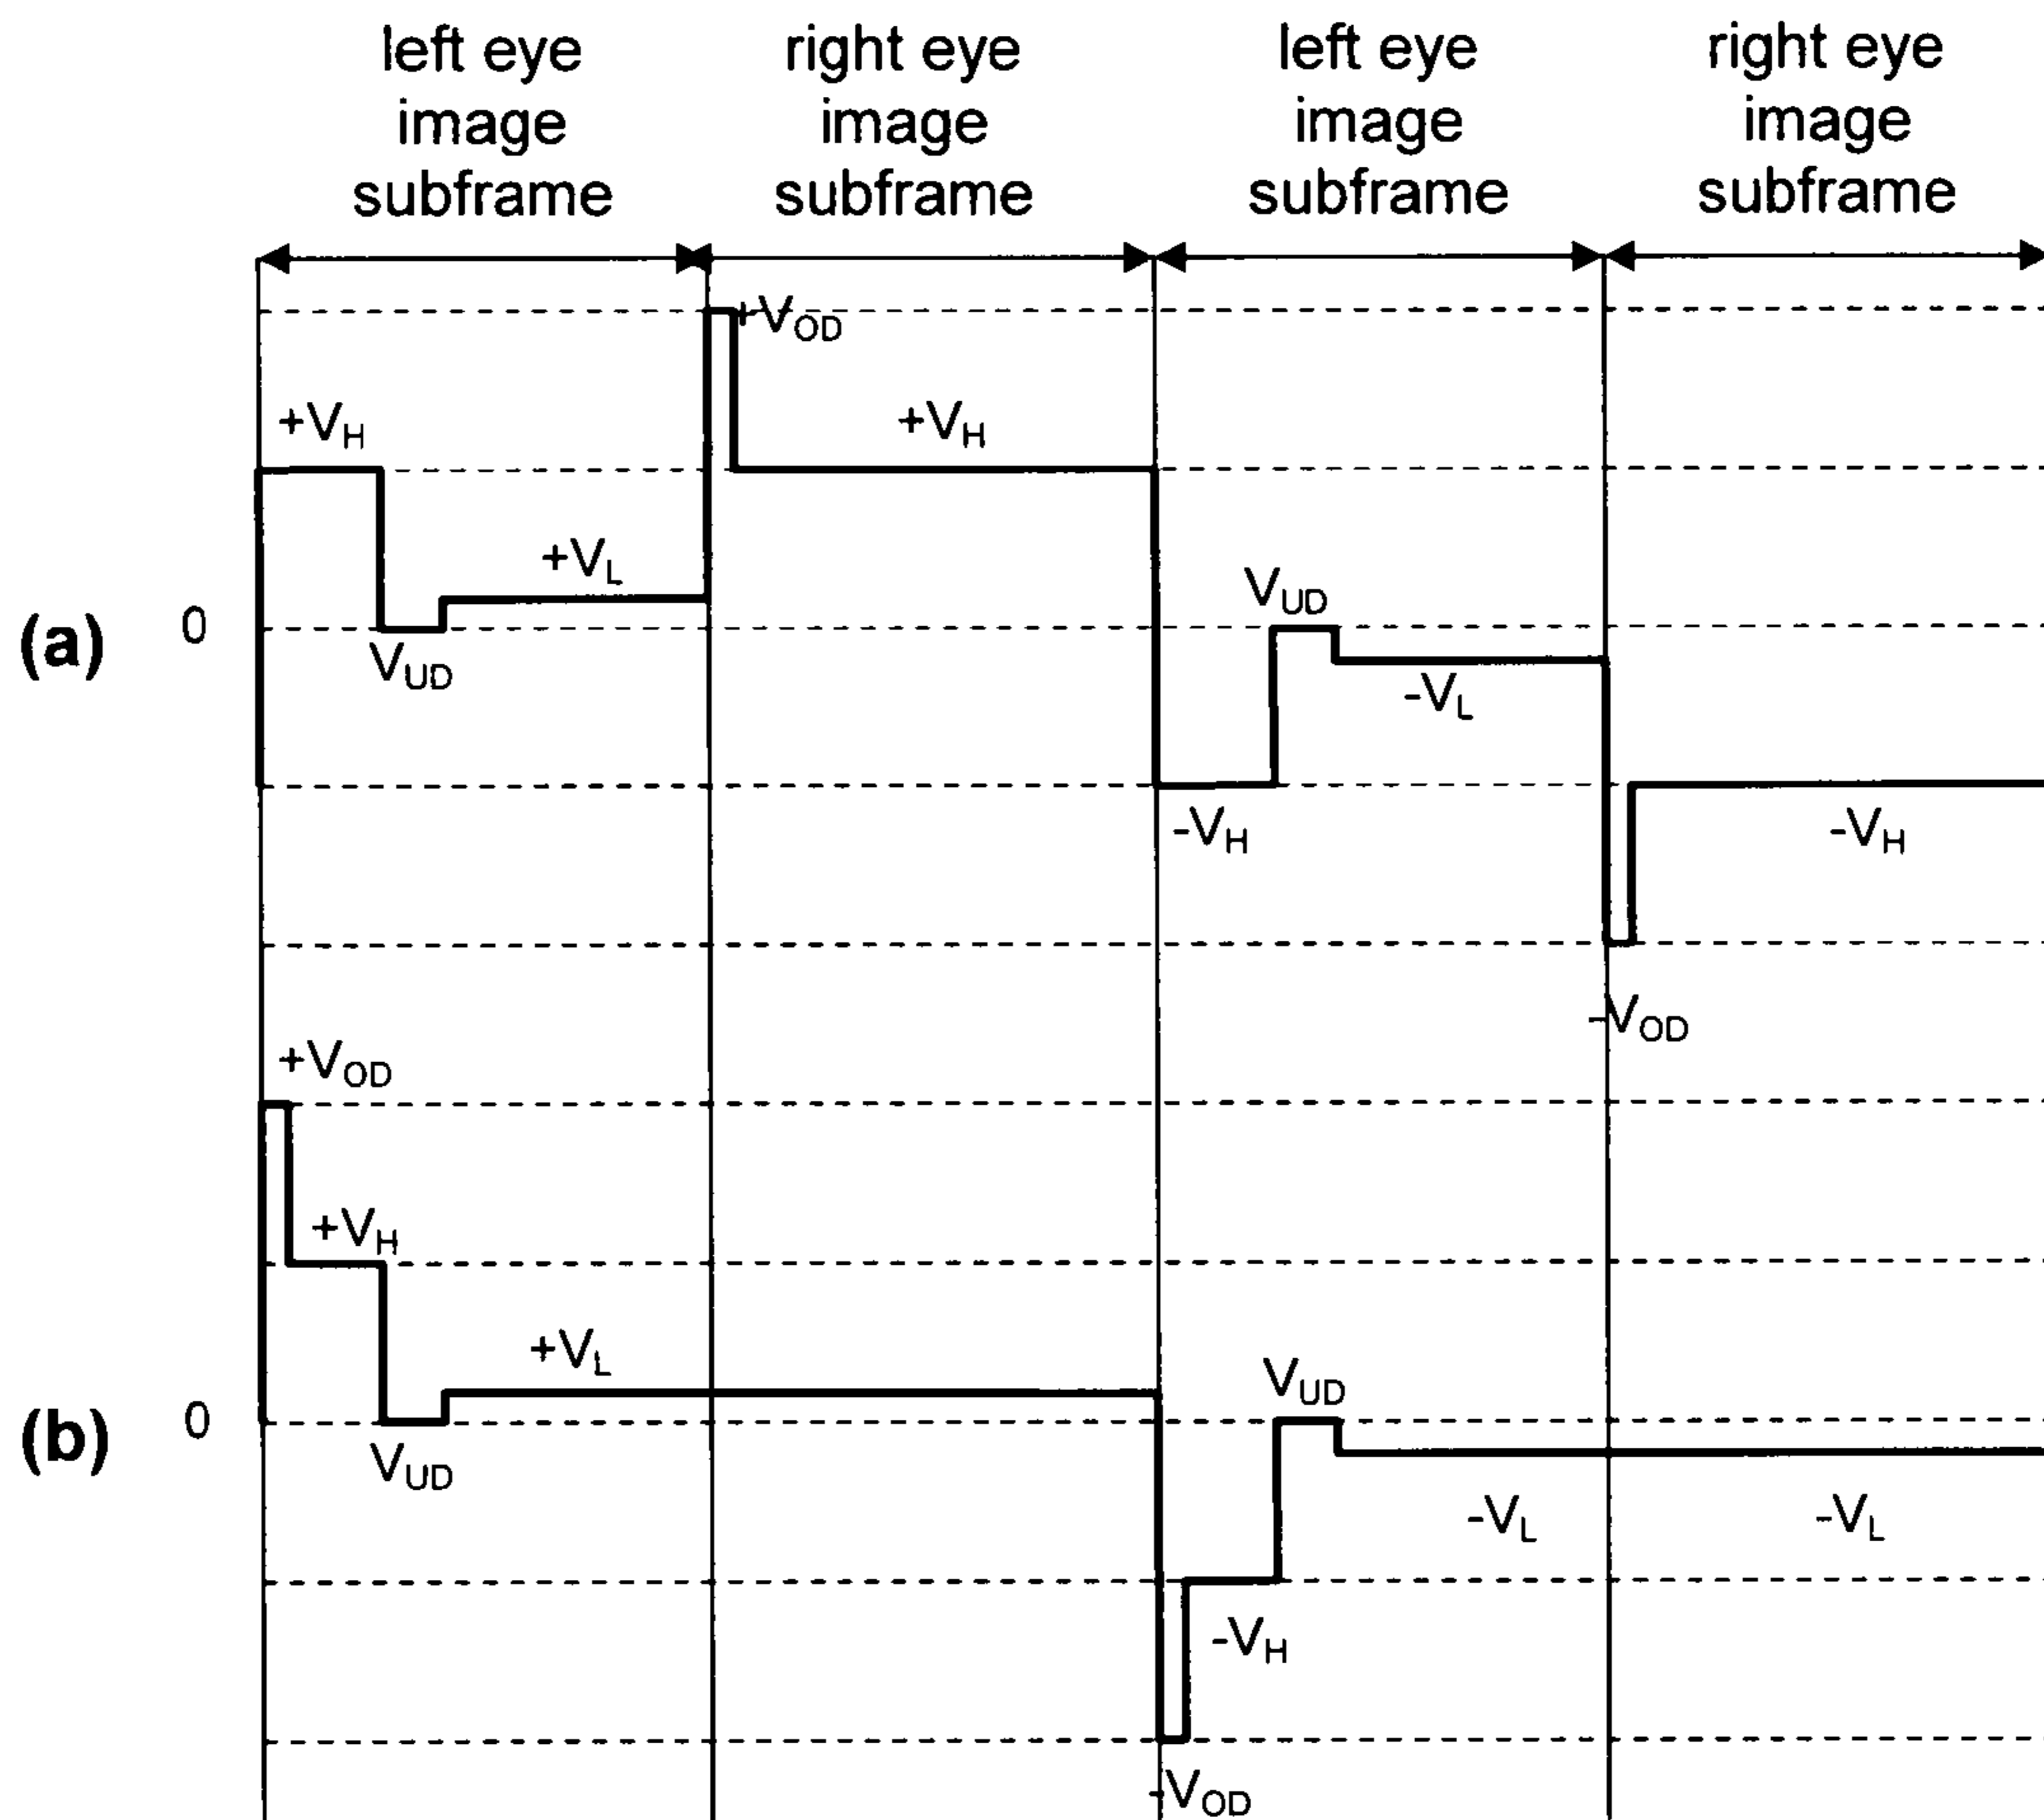 left eye
image
subframe
right eye
image
subframe
left eye
image
subframe
right eye
image
subframe
+VOD
+VH
+VH
+VL
VUD
(a)
0
VUD
-VL
-VH
-VH
-VOD
+VOD
+VH
+VL
VUD
(b)
0
VUD
-VL
-VL
-VH
-VOD